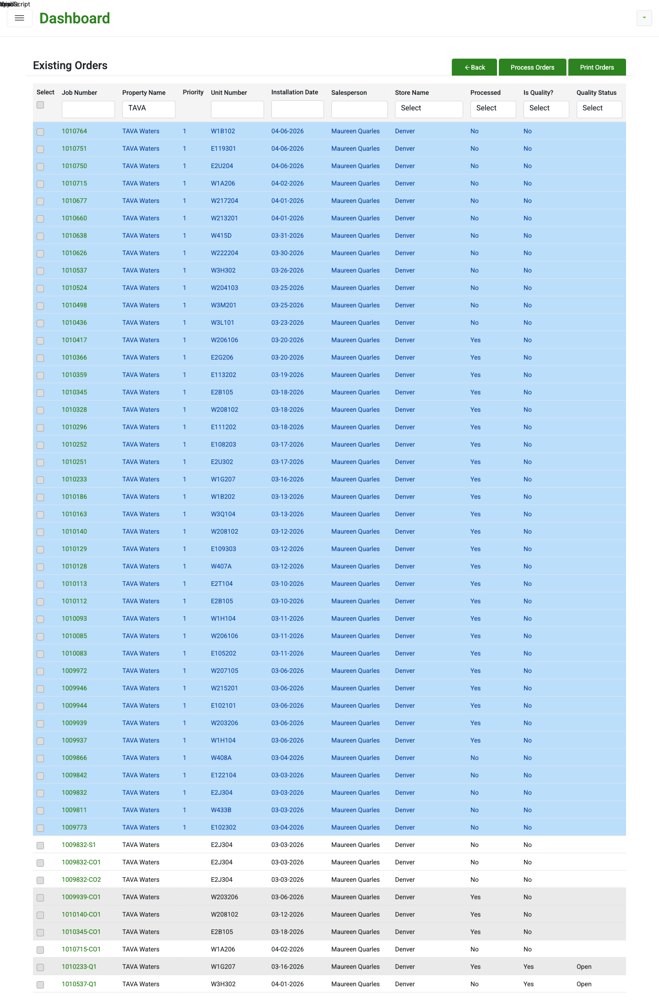 Dashboard
Existing Orders
Back Process Orders Print Orders
Select Job Number Property Name Priority Unit Number Installation Date Salesperson Store Name Processed Is Quality? Quality Status
TAVA Select Select Select Select
1010764 TAVA Waters 1 W1B102 04-06-2026 Maureen Quarles Denver No No
1010751 TAVA Waters 1 E119301 04-06-2026 Maureen Quarles Denver No No
1010750 TAVA Waters 1 E2U204 04-06-2026 Maureen Quarles Denver No No
1010715 TAVA Waters 1 W1A206 04-02-2026 Maureen Quarles Denver No No
1010677 TAVA Waters 1 W217204 04-01-2026 Maureen Quarles Denver No No
1010660 TAVA Waters 1 W213201 04-01-2026 Maureen Quarles Denver No No
1010638 TAVA Waters 1 W415D 03-31-2026 Maureen Quarles Denver No No
1010626 TAVA Waters 1 W222204 03-30-2026 Maureen Quarles Denver No No
1010537 TAVA Waters 1 W3H302 03-26-2026 Maureen Quarles Denver No No
1010524 TAVA Waters 1 W204103 03-25-2026 Maureen Quarles Denver No No
1010498 TAVA Waters 1 W3M201 03-25-2026 Maureen Quarles Denver No No
1010436 TAVA Waters 1 W3L101 03-23-2026 Maureen Quarles Denver No No
1010417 TAVA Waters 1 W206106 03-20-2026 Maureen Quarles Denver Yes No
1010366 TAVA Waters 1 E2G206 03-20-2026 Maureen Quarles Denver Yes No
1010359 TAVA Waters 1 E113202 03-19-2026 Maureen Quarles Denver Yes No
1010345 TAVA Waters 1 E2B105 03-18-2026 Maureen Quarles Denver Yes No
1010328 TAVA Waters 1 W208102 03-18-2026 Maureen Quarles Denver Yes No
1010296 TAVA Waters 1 E111202 03-18-2026 Maureen Quarles Denver Yes No
1010252 TAVA Waters 1 E108203 03-17-2026 Maureen Quarles Denver Yes No
1010251 TAVA Waters 1 E2U302 03-17-2026 Maureen Quarles Denver Yes No
1010233 TAVA Waters 1 W1G207 03-16-2026 Maureen Quarles Denver Yes No
1010186 TAVA Waters 1 W1B202 03-13-2026 Maureen Quarles Denver Yes No
1010163 TAVA Waters 1 W3Q104 03-13-2026 Maureen Quarles Denver Yes No
1010140 TAVA Waters 1 W208102 03-12-2026 Maureen Quarles Denver Yes No
1010129 TAVA Waters 1 E109303 03-12-2026 Maureen Quarles Denver Yes No
1010128 TAVA Waters 1 W407A 03-12-2026 Maureen Quarles Denver Yes No
1010113 TAVA Waters 1 E2T104 03-10-2026 Maureen Quarles Denver Yes No
1010112 TAVA Waters 1 E2B105 03-10-2026 Maureen Quarles Denver Yes No
1010093 TAVA Waters 1 W1H104 03-11-2026 Maureen Quarles Denver Yes No
1010085 TAVA Waters 1 W206106 03-11-2026 Maureen Quarles Denver Yes No
1010083 TAVA Waters 1 E105202 03-11-2026 Maureen Quarles Denver Yes No
1009972 TAVA Waters 1 W207105 03-06-2026 Maureen Quarles Denver Yes No
1009946 TAVA Waters 1 W215201 03-06-2026 Maureen Quarles Denver Yes No
1009944 TAVA Waters 1 E102101 03-06-2026 Maureen Quarles Denver Yes No
1009939 TAVA Waters 1 W203206 03-06-2026 Maureen Quarles Denver Yes No
1009937 TAVA Waters 1 W1H104 03-06-2026 Maureen Quarles Denver Yes No
1009866 TAVA Waters 1 W408A 03-04-2026 Maureen Quarles Denver No No
1009842 TAVA Waters 1 E122104 03-03-2026 Maureen Quarles Denver No No
1009832 TAVA Waters 1 E2J304 03-03-2026 Maureen Quarles Denver No No
1009811 TAVA Waters 1 W433B 03-03-2026 Maureen Quarles Denver No No
1009773 TAVA Waters 1 E102302 03-04-2026 Maureen Quarles Denver No No
1009832-S1 TAVA Waters E2J304 03-03-2026 Maureen Quarles Denver No No
1009832-CO1 TAVA Waters E2J304 03-03-2026 Maureen Quarles Denver No No
1009832-CO2 TAVA Waters E2J304 03-03-2026 Maureen Quarles Denver No No
1009939-CO1 TAVA Waters W203206 03-06-2026 Maureen Quarles Denver Yes No
1010140-CO1 TAVA Waters W208102 03-12-2026 Maureen Quarles Denver Yes No
1010345-CO1 TAVA Waters E2B105 03-18-2026 Maureen Quarles Denver Yes No
1010715-CO1 TAVA Waters W1A206 04-02-2026 Maureen Quarles Denver No No
1010233-Q1 TAVA Waters W1G207 03-16-2026 Maureen Quarles Denver Yes Yes Open
1010537-Q1 TAVA Waters W3H302 04-01-2026 Maureen Quarles Denver No Yes Open